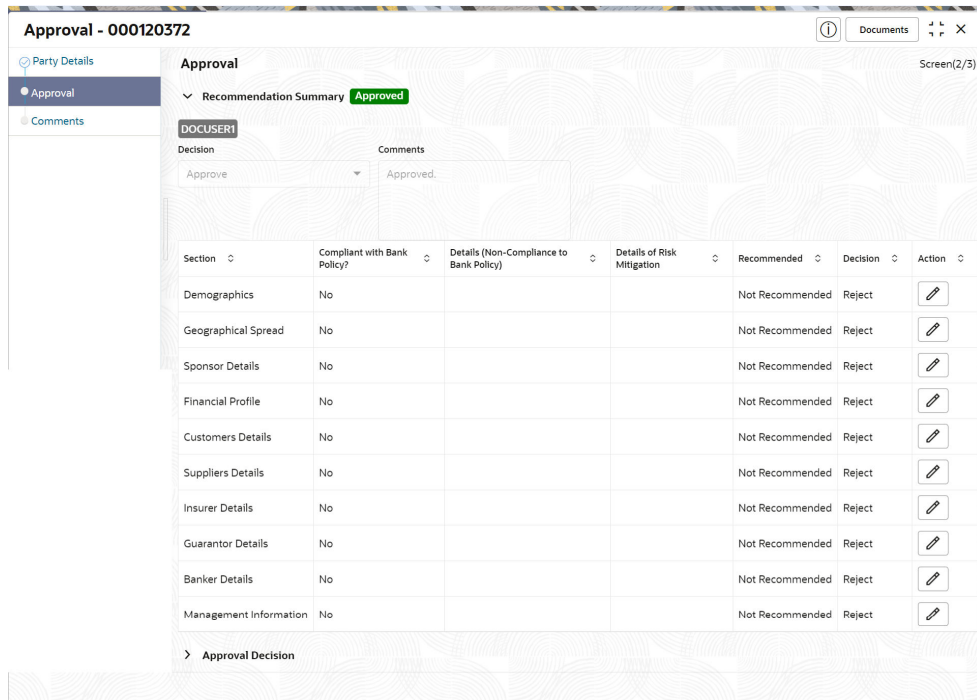 Approval - 000120372
Documents
Party Details
Approval
Comments
Approval
Screen(2/3)
Recommendation Summary Approved
DOCUSER1
Decision Comments
Approve Approved.
Section Compliant with Bank Policy? Details (Non-Compliance to Bank Policy) Details of Risk Mitigation Recommended Decision Action
Demographics No Not Recommended Reject
Geographical Spread No Not Recommended Reject
Sponsor Details No Not Recommended Reject
Financial Profile No Not Recommended Reject
Customers Details No Not Recommended Reject
Suppliers Details No Not Recommended Reject
Insurer Details No Not Recommended Reject
Guarantor Details No Not Recommended Reject
Banker Details No Not Recommended Reject
Management Information No Not Recommended Reject
Approval Decision